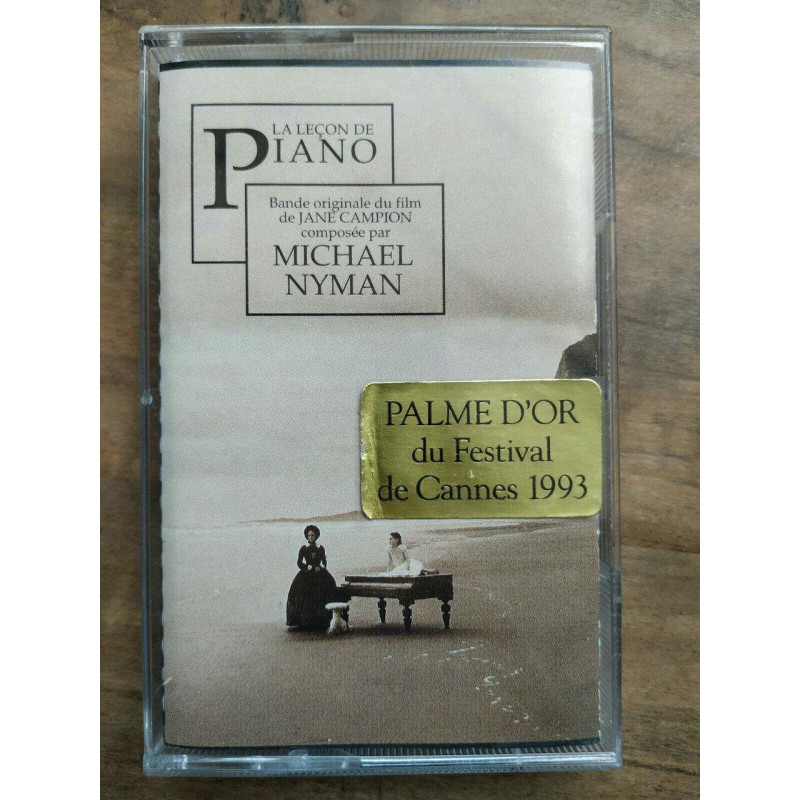 LA LEÇON DE
PIANO
Bande originale du film
de JANE CAMPION
composée par
MICHAEL
NYMAN
PALME D'OR
du Festival
de Cannes 1993